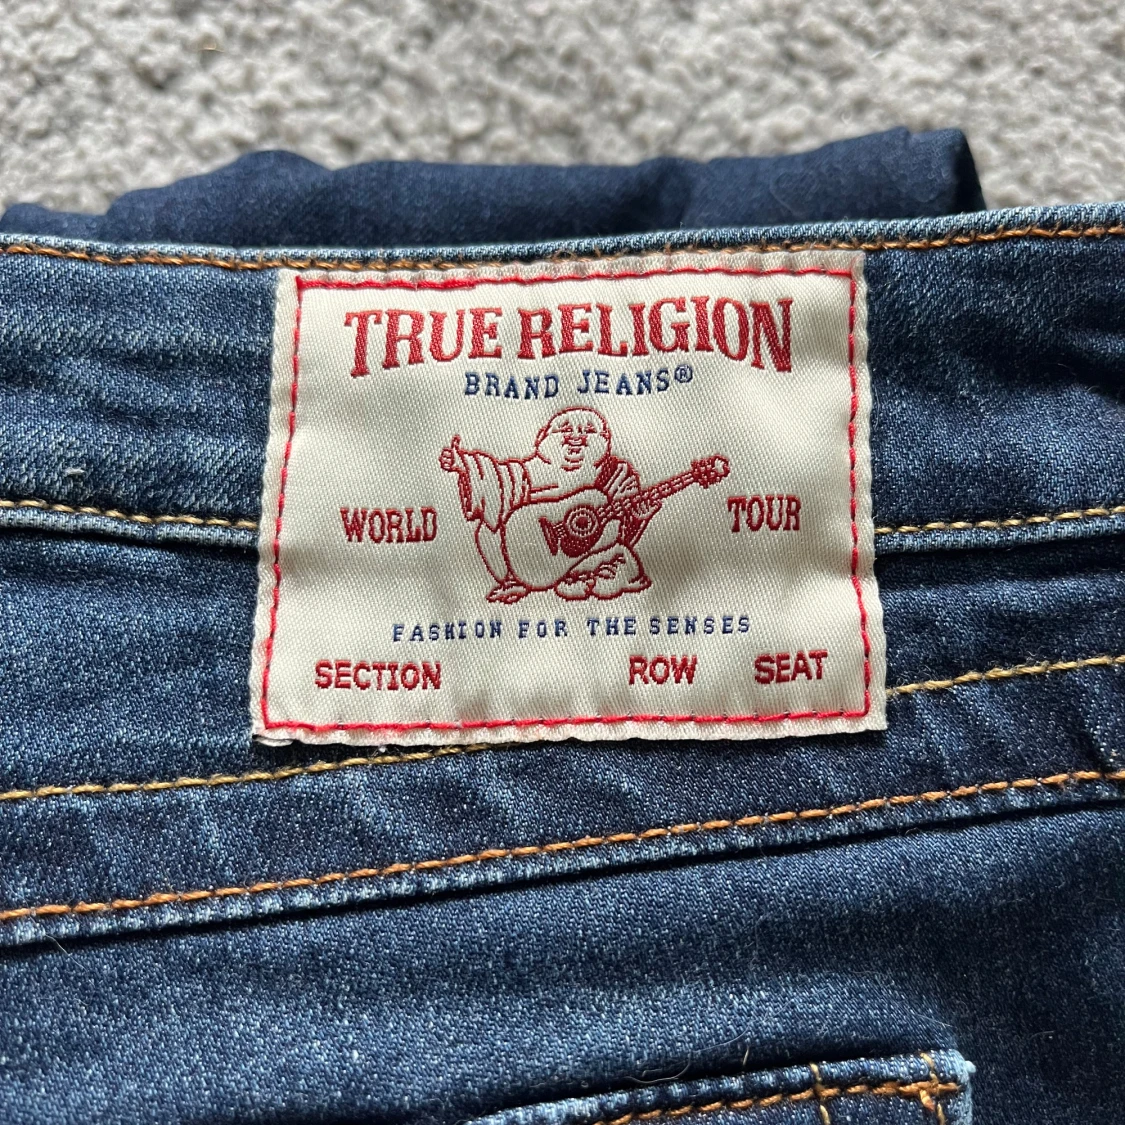 TRUE RELIGION
BRAND JEANS®
WORLD TOUR
FASHION FOR THE SENSES
SECTION ROW SEAT